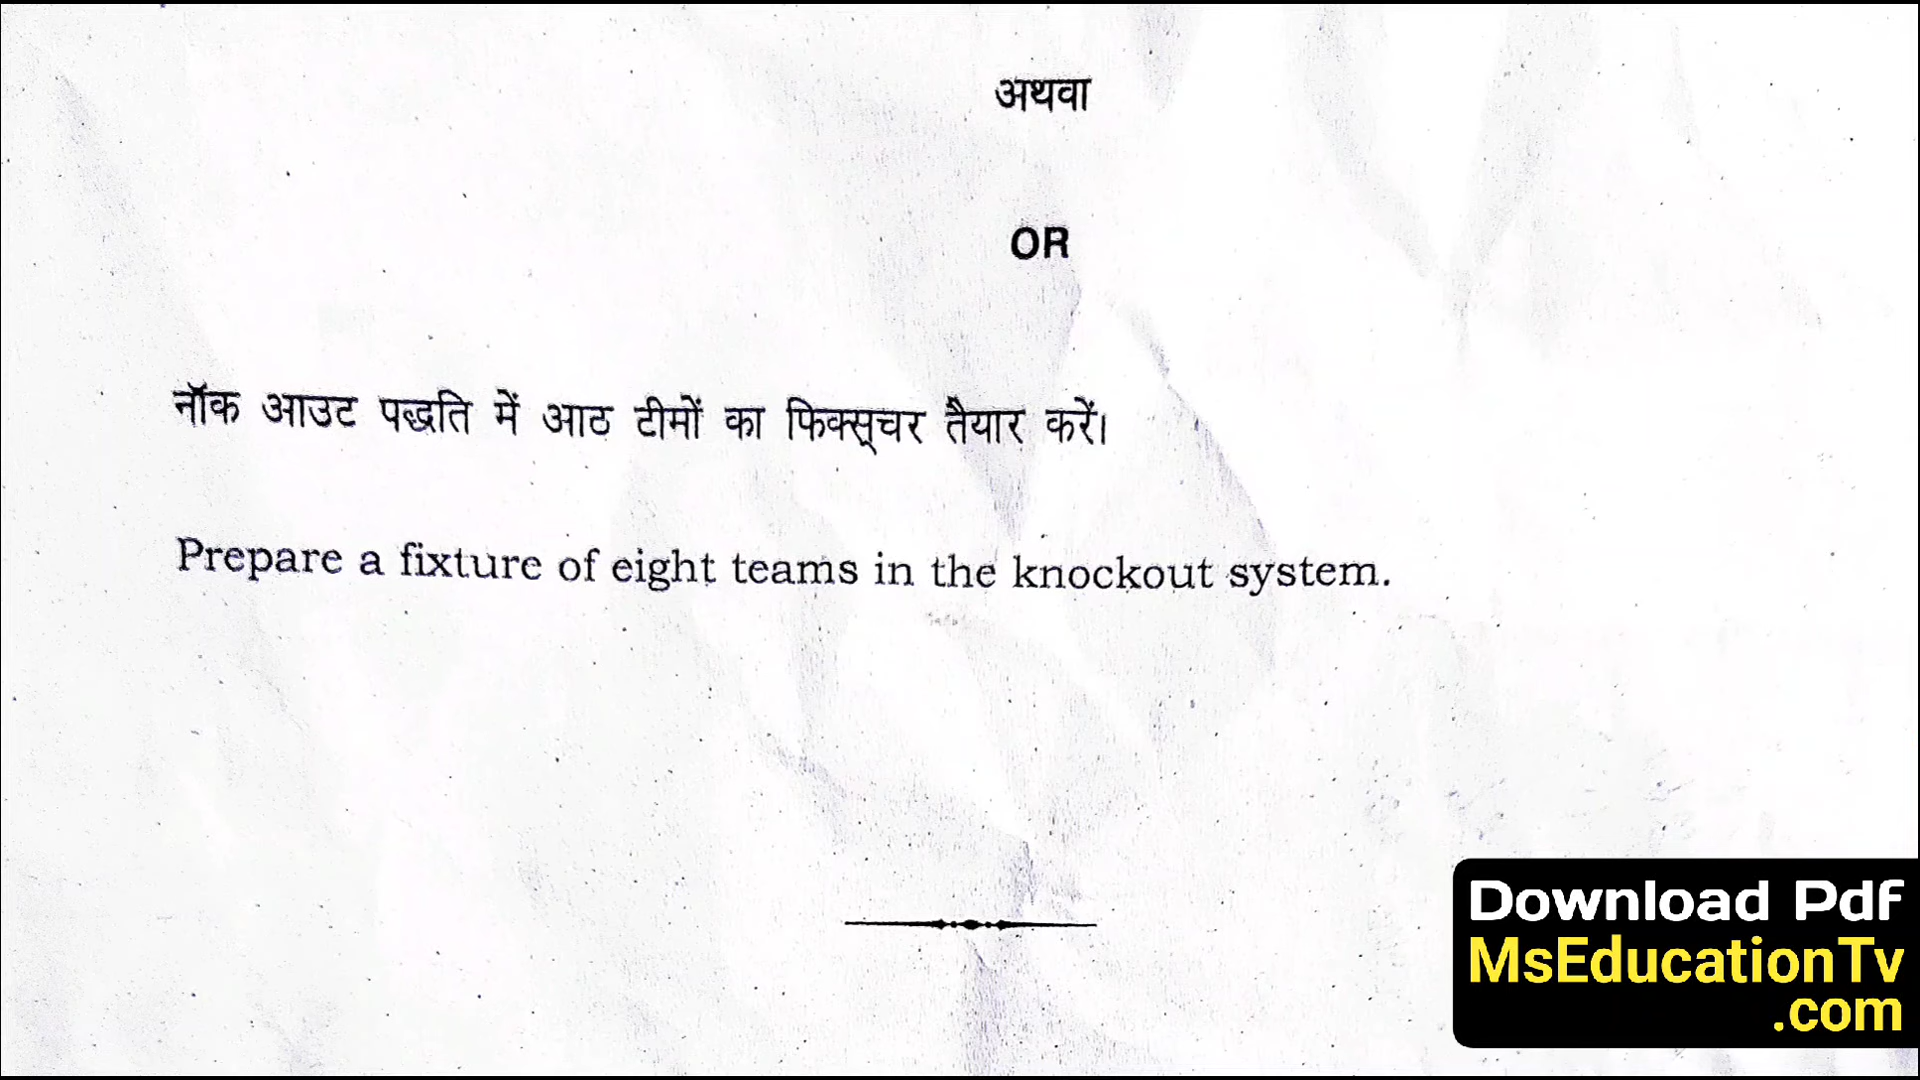 अथवा
OR
नॉक आउट पद्धति में आठ टीमों का फिक्स्चर तैयार करें।
Prepare a fixture of eight teams in the knockout system.
Download Pdf
MsEducationTv
.com